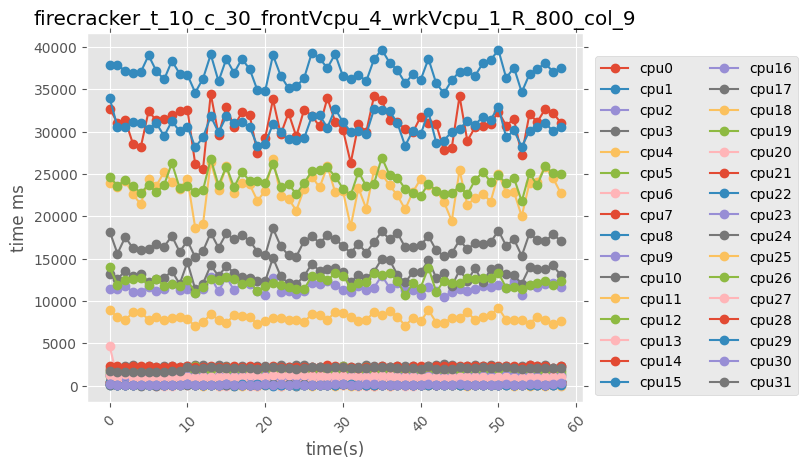 firecracker_t_10_c_30_frontVcpu_4_wrkVcpu_1_R_800_col_9
time ms
40000
35000
30000
25000
20000
15000
10000
5000
0
0
10
20
30
40
50
60
time(s)
cpu0
cpu1
cpu2
cpu3
cpu4
cpu5
cpu6
cpu7
cpu8
cpu9
cpu10
cpu11
cpu12
cpu13
cpu14
cpu15
cpu16
cpu17
cpu18
cpu19
cpu20
cpu21
cpu22
cpu23
cpu24
cpu25
cpu26
cpu27
cpu28
cpu29
cpu30
cpu31